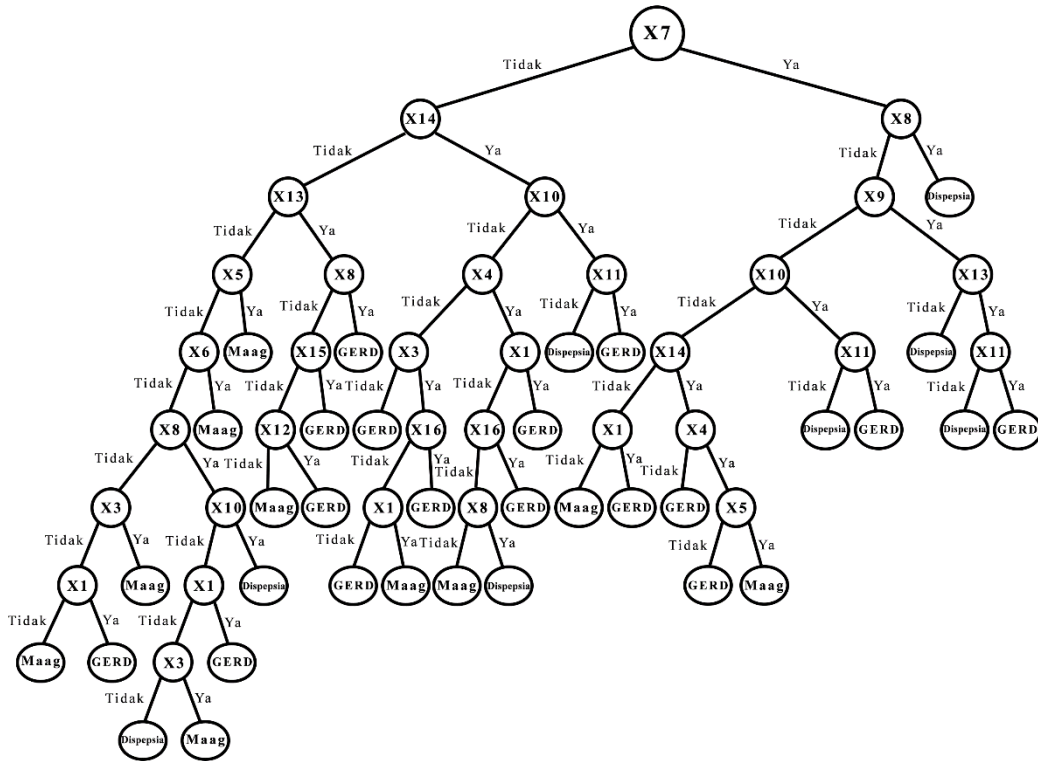 X7
Tidak Ya
X14 X8
Tidak Ya Tidak Ya
X13 X10 X9 Dispepsia
Tidak Ya Tidak Ya Tidak Ya
X5 X8 X4 X11 X10 X13
Tidak Ya Tidak Ya Tidak Ya Tidak Ya Tidak Ya Tidak Ya
X6 Maag X15 GERD X3 X1 Dispepsia GERD X14 X11 Dispepsia X11
Tidak Ya Tidak Ya Tidak Ya Tidak Ya Tidak Ya Tidak Ya Tidak Ya
X8 Maag X12 GERD GERD X16 X16 GERD X1 X4 Dispepsia GERD Dispepsia GERD
Tidak Ya Tidak Ya Tidak Ya Tidak Ya Tidak Ya Tidak Ya
X3 X10 Maag GERD X1 GERD X8 GERD Maag GERD GERD X5
Tidak Ya Tidak Ya Tidak Ya Tidak Ya Tidak Ya
X1 Maag X1 Dispepsia GERD Maag Maag Dispepsia GERD Maag
Tidak Ya Tidak Ya
Maag GERD X3 GERD
Tidak Ya
Dispepsia Maag